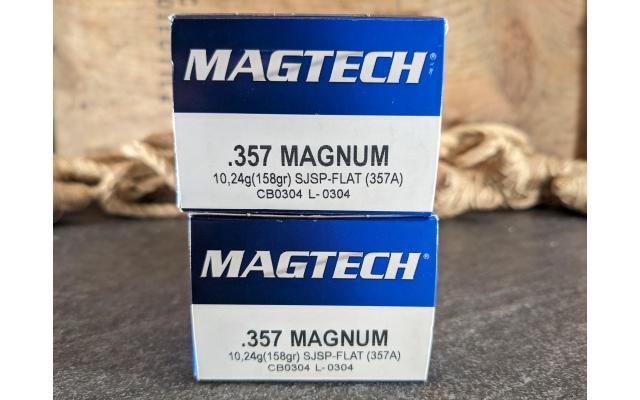 MAGTECH®
.357 MAGNUM
10,24g(158gr) SJSP-FLAT (357A)
CB0304 L-0304
MAGTECH®
.357 MAGNUM
10,24g(158gr) SJSP-FLAT (357A)
CB0304 L-0304